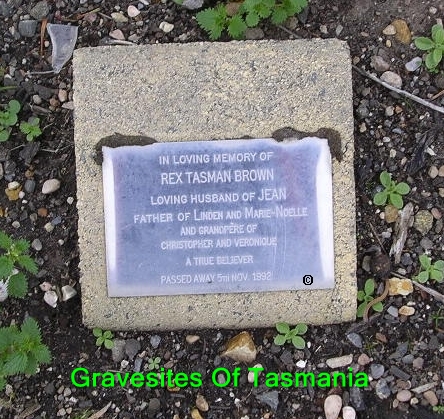 IN LOVING MEMORY OF
REX TASMAN BROWN
LOVING HUSBAND OF JEAN
FATHER OF LINDEN AND MARIE-NOELLE
AND GRANDPÈRE OF
CHRISTOPHER AND VERONIQUE
A TRUE BELIEVER
PASSED AWAY 5TH NOV. 1992
©
Gravesites Of Tasmania